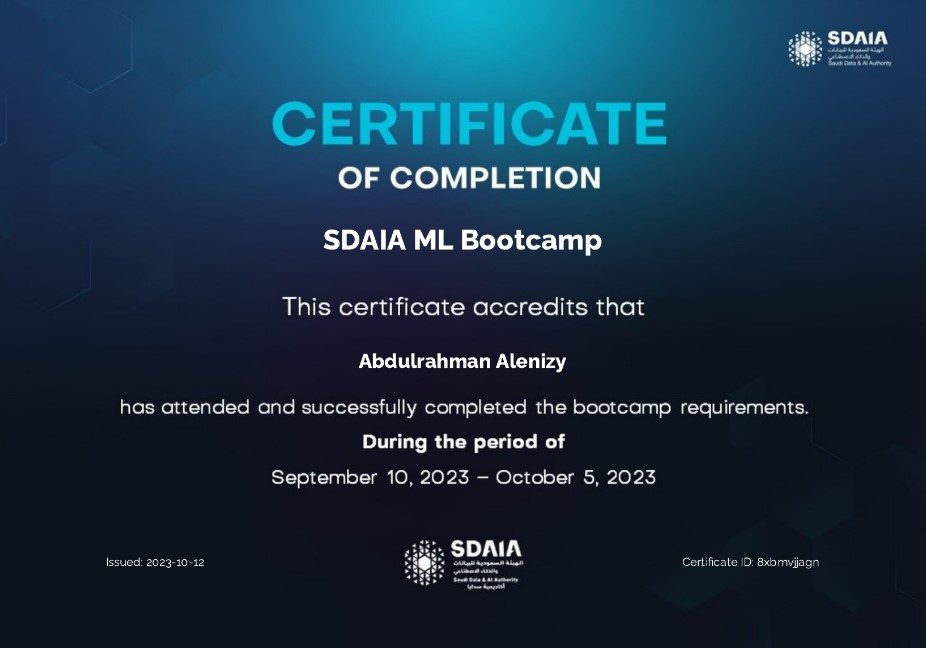 SDAIA
الهيئة السعودية للبيانات
والذكاء الاصطناعي
Saudi Data & AI Authority
CERTIFICATE
OF COMPLETION
SDAIA ML Bootcamp
This certificate accredits that
Abdulrahman Alenizy
has attended and successfully completed the bootcamp requirements.
During the period of
September 10, 2023 – October 5, 2023
Issued: 2023-10-12
SDAIA
الهيئة السعودية للبيانات
والذكاء الاصطناعي
Saudi Data & AI Authority
أكاديمية سدايا
Certificate ID: 8xbmvjjagn